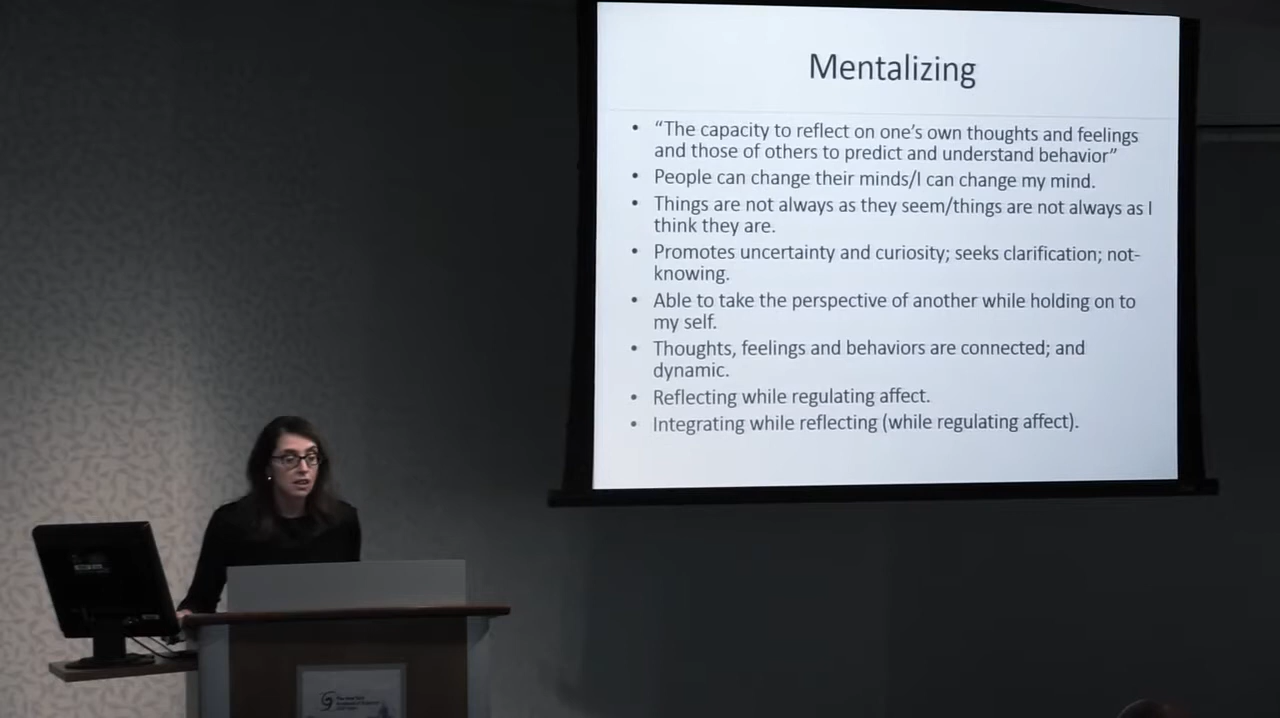 Mentalizing
• “The capacity to reflect on one’s own thoughts and feelings
and those of others to predict and understand behavior”
• People can change their minds/I can change my mind.
• Things are not always as they seem/things are not always as I
think they are.
• Promotes uncertainty and curiosity; seeks clarification; not-
knowing.
• Able to take the perspective of another while holding on to
my self.
• Thoughts, feelings and behaviors are connected; and
dynamic.
• Reflecting while regulating affect.
• Integrating while reflecting (while regulating affect).